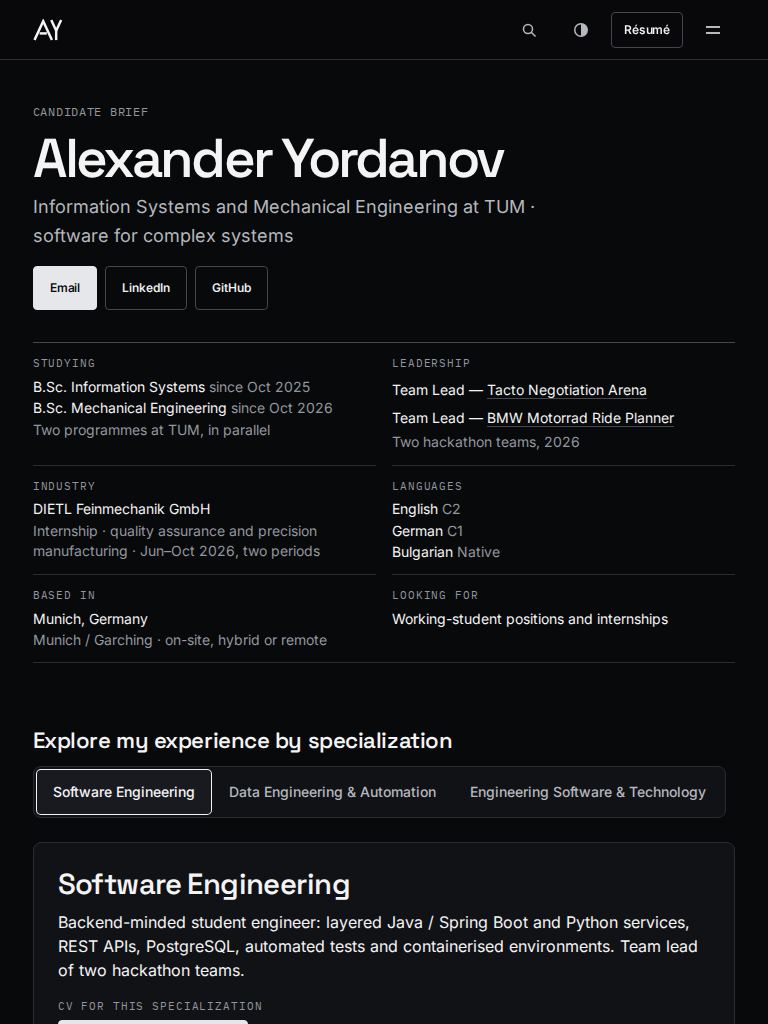 AY
Résumé
CANDIDATE BRIEF
Alexander Yordanov
Information Systems and Mechanical Engineering at TUM ·
software for complex systems
Email
LinkedIn
GitHub
STUDYING
B.Sc. Information Systems since Oct 2025
B.Sc. Mechanical Engineering since Oct 2026
Two programmes at TUM, in parallel
LEADERSHIP
Team Lead — Tacto Negotiation Arena
Team Lead — BMW Motorrad Ride Planner
Two hackathon teams, 2026
INDUSTRY
DIETL Feinmechanik GmbH
Internship · quality assurance and precision
manufacturing · Jun–Oct 2026, two periods
LANGUAGES
English C2
German C1
Bulgarian Native
BASED IN
Munich, Germany
Munich / Garching · on-site, hybrid or remote
LOOKING FOR
Working-student positions and internships
Explore my experience by specialization
Software Engineering
Data Engineering & Automation
Engineering Software & Technology
Software Engineering
Backend-minded student engineer: layered Java / Spring Boot and Python services,
REST APIs, PostgreSQL, automated tests and containerised environments. Team lead
of two hackathon teams.
CV FOR THIS SPECIALIZATION